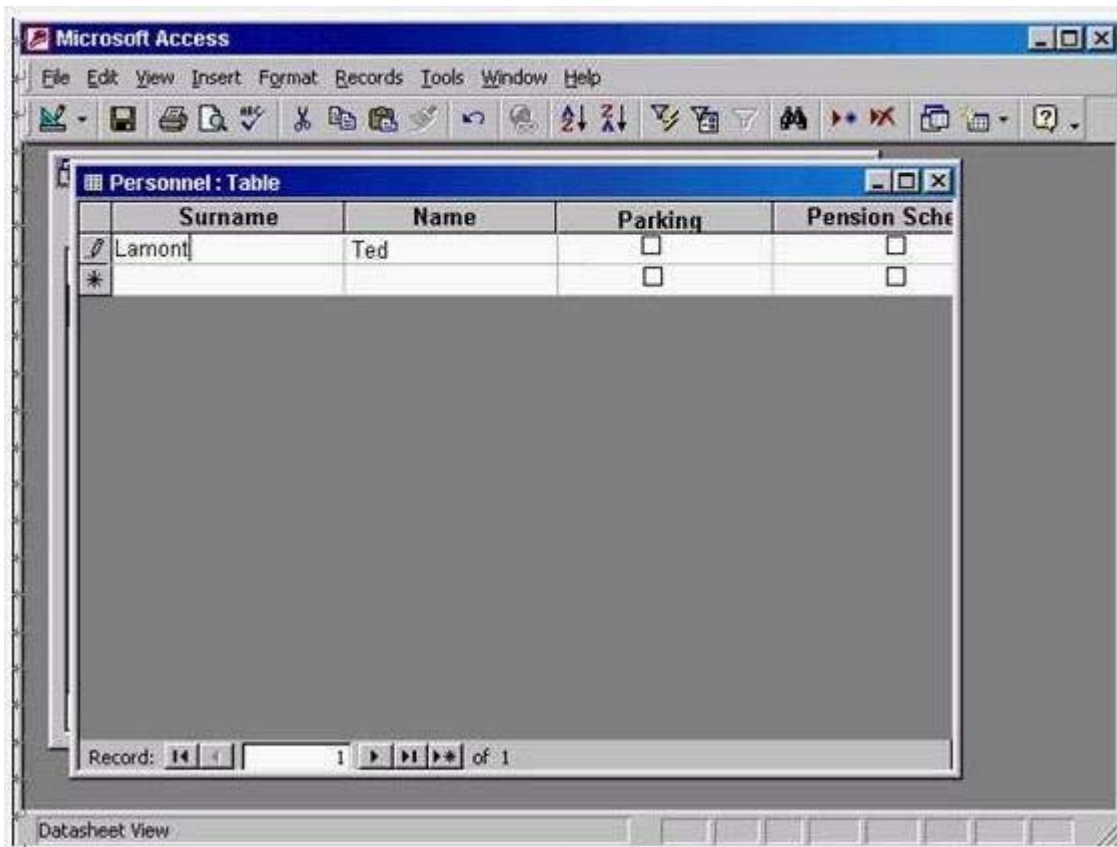 Microsoft Access
File Edit View Insert Format Records Tools Window Help
Personnel : Table
Surname Name Parking Pension Sche
Lamont Ted
Record: 1 of 1
Datasheet View